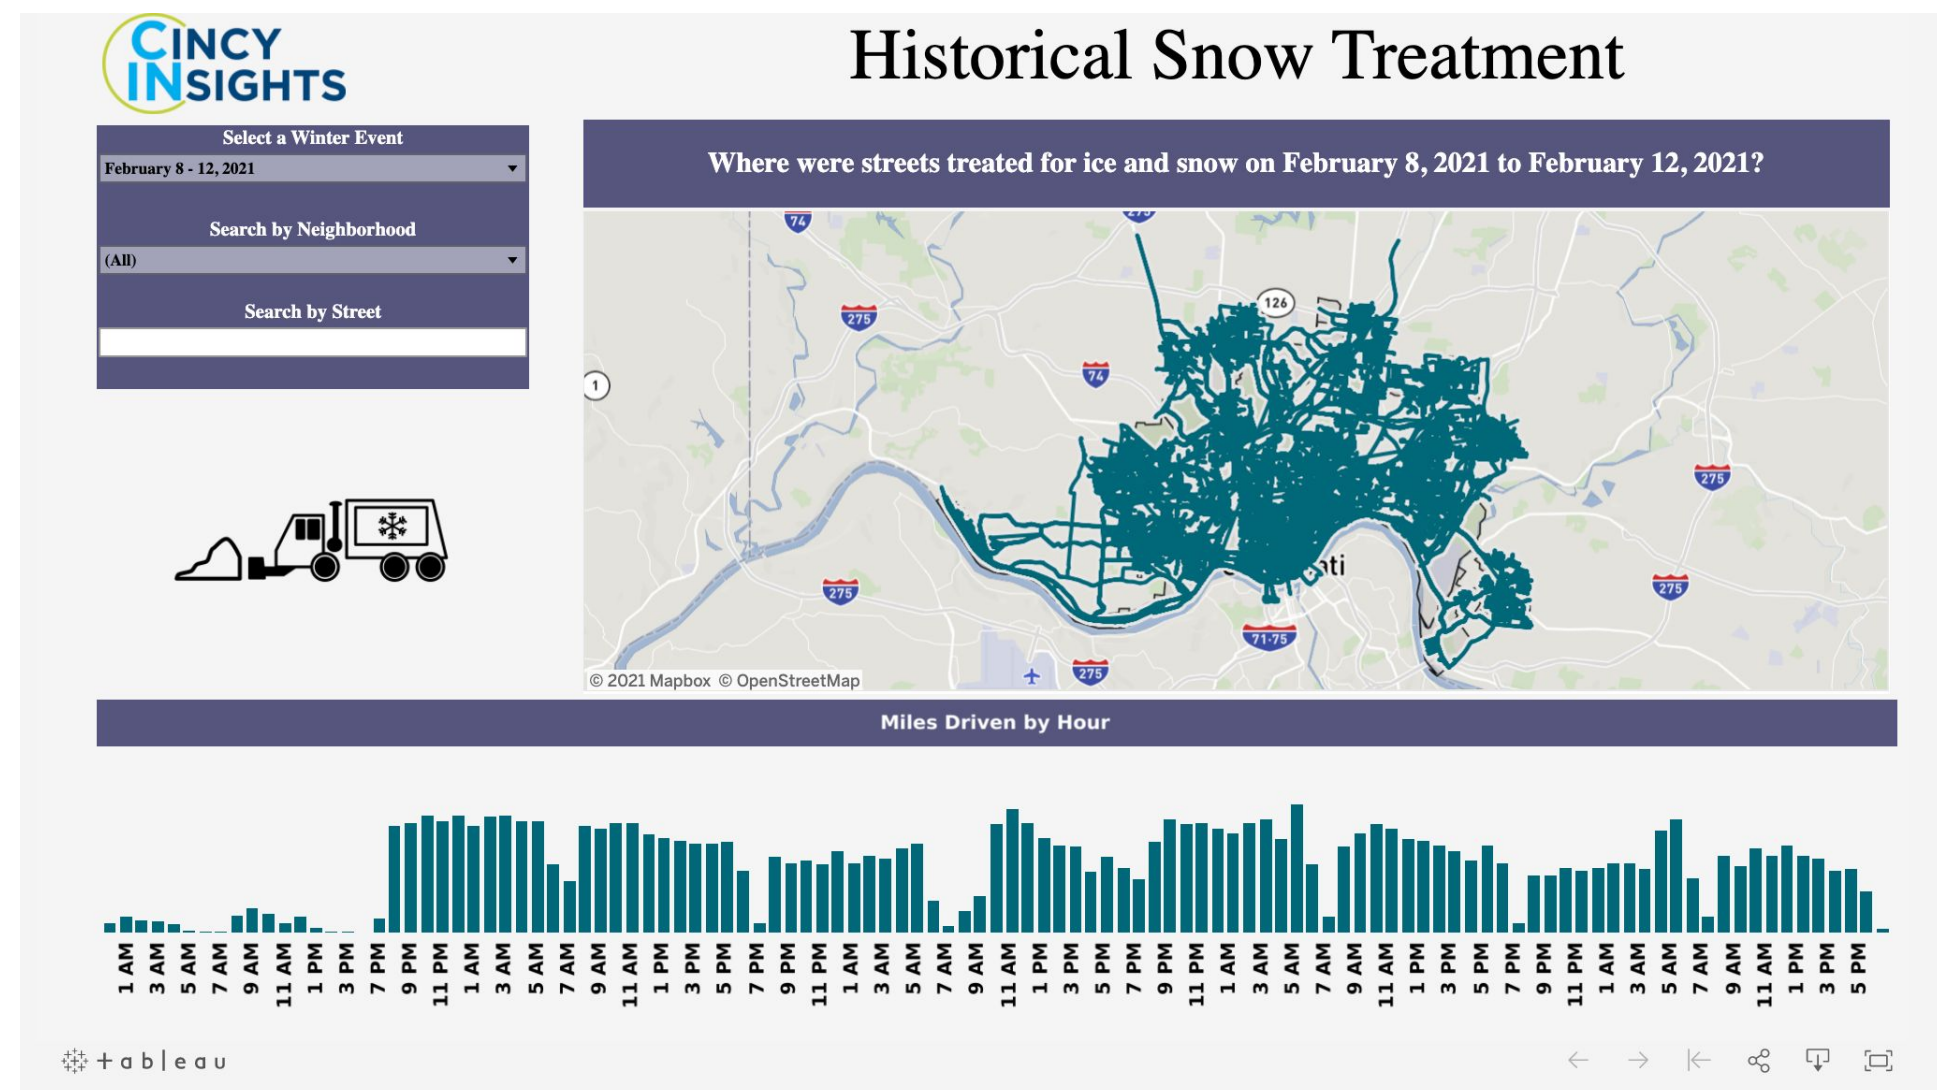 CINCY
INSIGHTS
Historical Snow Treatment
Select a Winter Event
February 8 - 12, 2021
Search by Neighborhood
(All)
Search by Street
Where were streets treated for ice and snow on February 8, 2021 to February 12, 2021?
275
74
126
275
74
1
275
ati
275
275
71-75
275
© 2021 Mapbox © OpenStreetMap
Miles Driven by Hour
1 AM
3 AM
5 AM
7 AM
9 AM
11 AM
1 PM
3 PM
7 PM
9 PM
11 PM
1 AM
3 AM
5 AM
7 AM
9 AM
11 AM
1 PM
3 PM
5 PM
7 PM
9 PM
11 PM
1 AM
3 AM
5 AM
7 AM
9 AM
11 AM
1 PM
3 PM
5 PM
7 PM
9 PM
11 PM
1 AM
3 AM
5 AM
7 AM
9 AM
11 AM
1 PM
3 PM
5 PM
7 PM
9 PM
11 PM
1 AM
3 AM
5 AM
7 AM
9 AM
11 AM
1 PM
3 PM
5 PM
+ableau